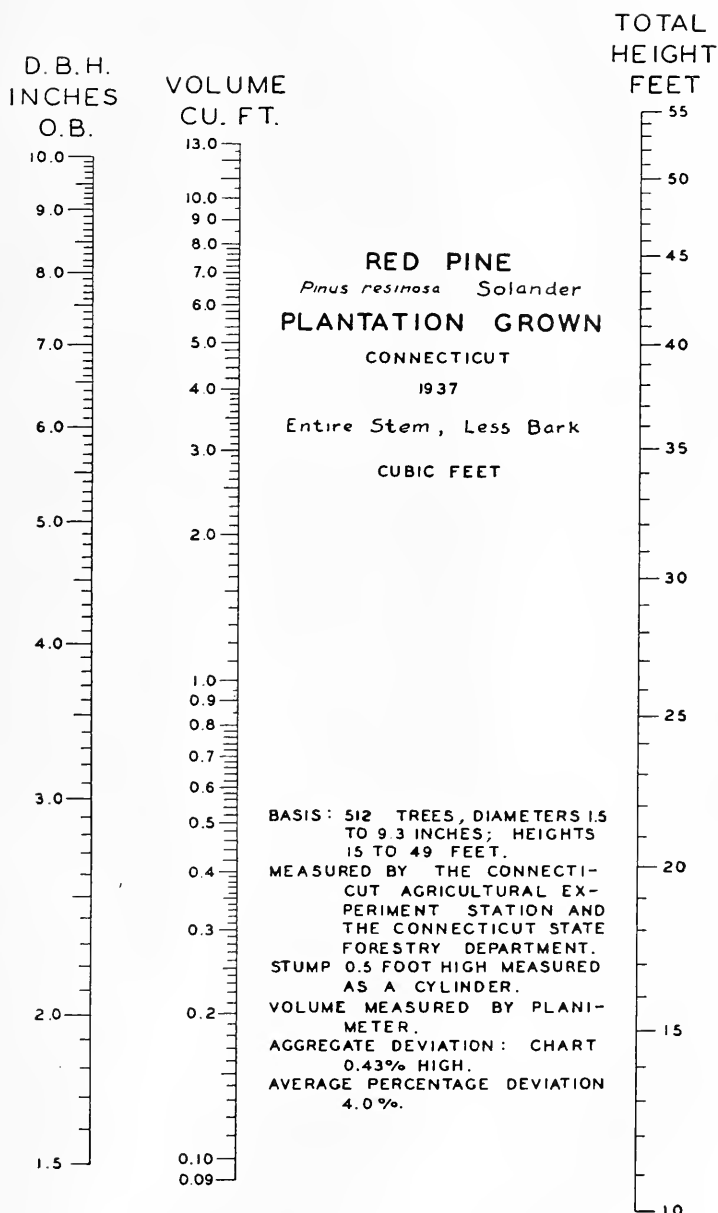 D.B.H.
INCHES
O.B.
10.0
9.0
8.0
7.0
6.0
5.0
4.0
3.0
2.0
1.5
VOLUME
CU. FT.
13.0
10.0
9 0
8.0
7.0
6.0
5.0
4.0
3.0
2.0
1.0
0.9
0.8
0.7
0.6
0.5
0.4
0.3
0.2
0.10
0.09
RED PINE
Pinus resinosa Solander
PLANTATION GROWN
CONNECTICUT
1937
Entire Stem, Less Bark
CUBIC FEET
BASIS: 512 TREES, DIAMETERS 1.5
TO 9.3 INCHES; HEIGHTS
15 TO 49 FEET.
MEASURED BY THE CONNECTI-
CUT AGRICULTURAL EX-
PERIMENT STATION AND
THE CONNECTICUT STATE
FORESTRY DEPARTMENT.
STUMP 0.5 FOOT HIGH MEASURED
AS A CYLINDER.
VOLUME MEASURED BY PLANI-
METER.
AGGREGATE DEVIATION: CHART
0.43% HIGH.
AVERAGE PERCENTAGE DEVIATION
4.0%.
TOTAL
HEIGHT
FEET
55
50
45
40
35
30
25
20
15
10